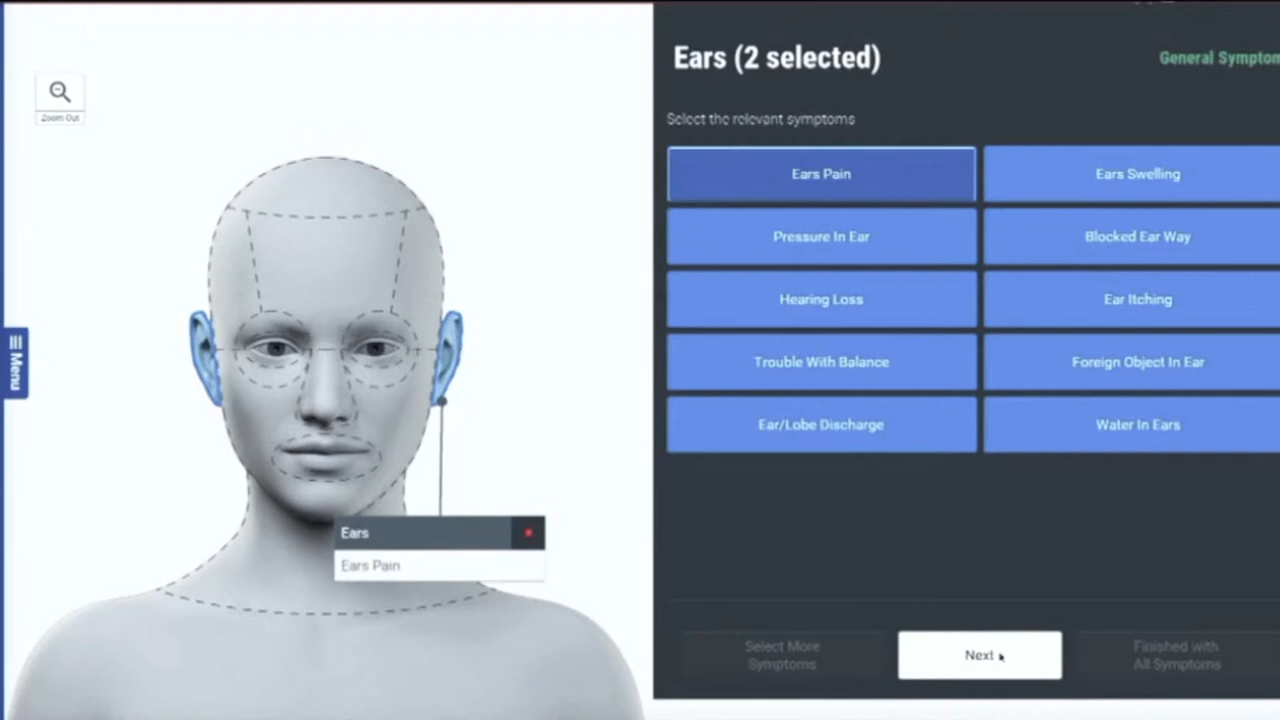 Zoom Out
Menu
Ears
Ears Pain
Ears (2 selected)
General Symptom
Select the relevant symptoms
Ears Pain
Ears Swelling
Pressure In Ear
Blocked Ear Way
Hearing Loss
Ear Itching
Trouble With Balance
Foreign Object In Ear
Ear/Lobe Discharge
Water In Ears
Select More
Symptoms
Next
Finished with
All Symptoms